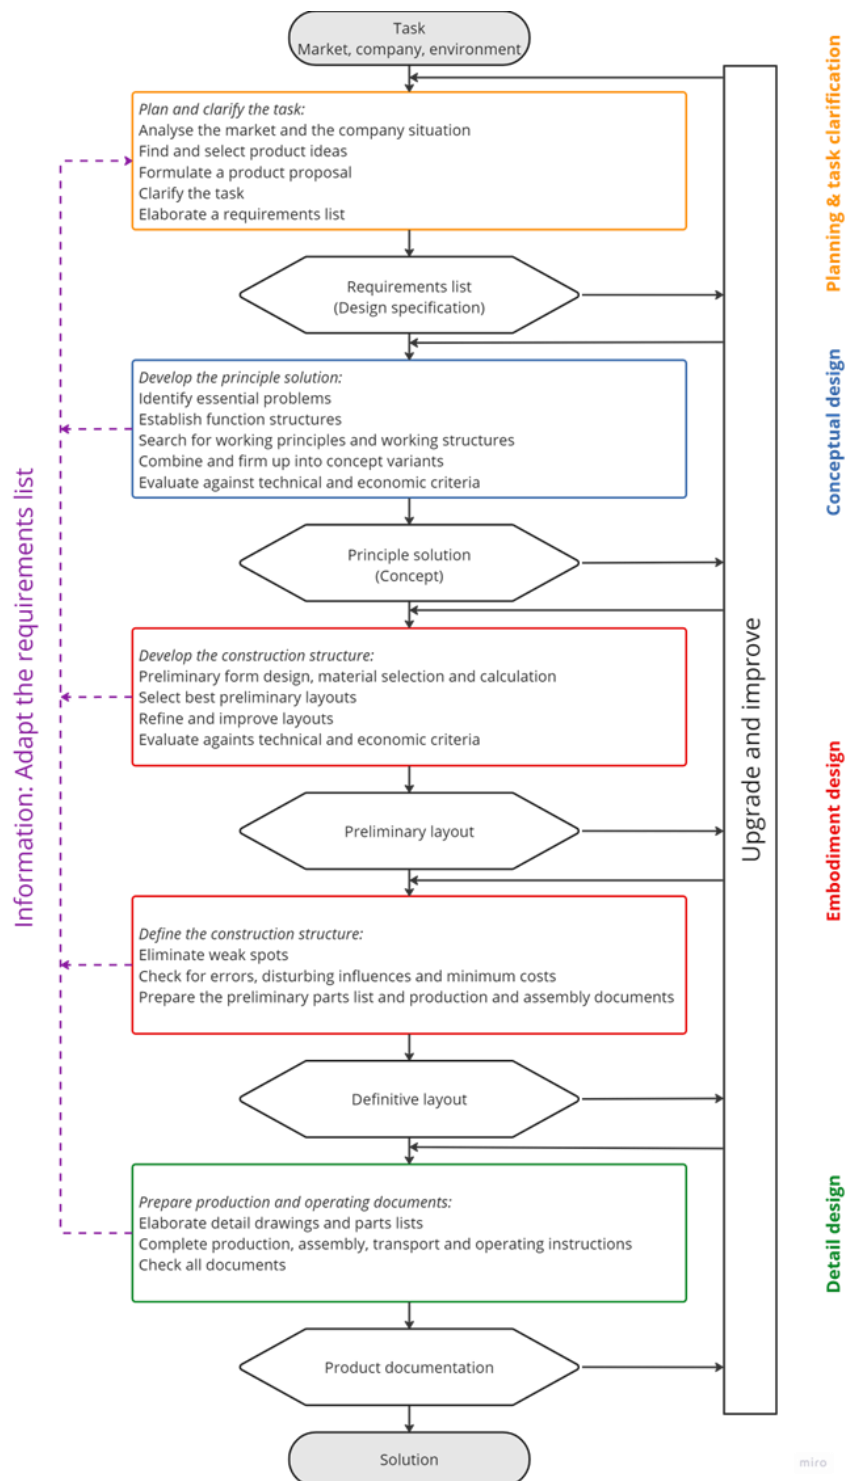 Task
Market, company, environment
Plan and clarify the task:
Analyse the market and the company situation
Find and select product ideas
Formulate a product proposal
Clarify the task
Elaborate a requirements list
Planning & task clarification
Requirements list
(Design specification)
Develop the principle solution:
Identify essential problems
Establish function structures
Search for working principles and working structures
Combine and firm up into concept variants
Evaluate against technical and economic criteria
Conceptual design
Principle solution
(Concept)
Information: Adapt the requirements list
Upgrade and improve
Develop the construction structure:
Preliminary form design, material selection and calculation
Select best preliminary layouts
Refine and improve layouts
Evaluate againts technical and economic criteria
Embodiment design
Preliminary layout
Define the construction structure:
Eliminate weak spots
Check for errors, disturbing influences and minimum costs
Prepare the preliminary parts list and production and assembly documents
Definitive layout
Prepare production and operating documents:
Elaborate detail drawings and parts lists
Complete production, assembly, transport and operating instructions
Check all documents
Detail design
Product documentation
Solution
miro